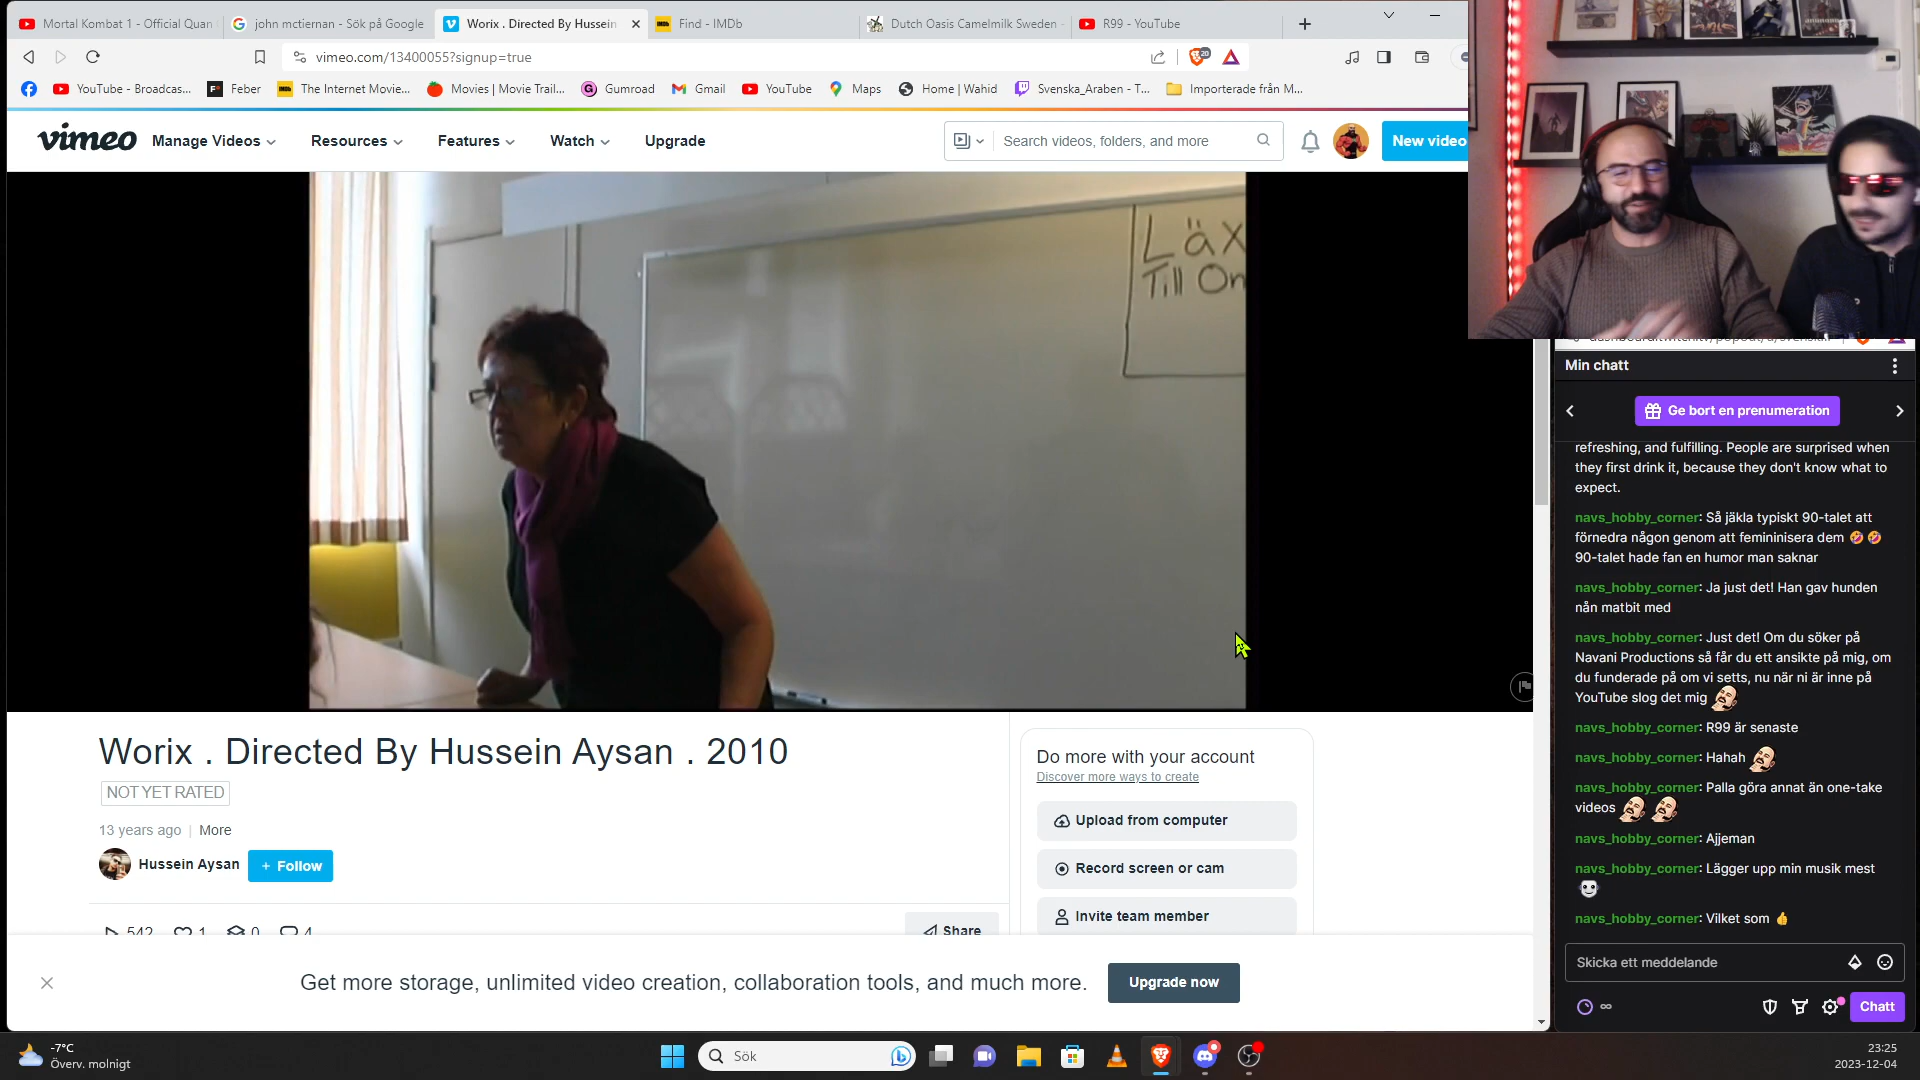 Mortal Kombat 1 - Official Quan
john mctiernan - Sök på Google
Worix . Directed By Hussein
Find - IMDb
Dutch Oasis Camelmilk Sweden
R99 - YouTube
vimeo.com/13400055?signup=true
20
YouTube - Broadcas...
Feber
The Internet Movie...
Movies | Movie Trail...
Gumroad
Gmail
YouTube
Maps
Home | Wahid
Svenska_Araben - T...
Importerade från M...
vimeo
Manage Videos
Resources
Features
Watch
Upgrade
Search videos, folders, and more
New video
Läx
Till On
Worix . Directed By Hussein Aysan . 2010
NOT YET RATED
13 years ago | More
Hussein Aysan
+ Follow
542
1
0
4
Share
Do more with your account
Discover more ways to create
Upload from computer
Record screen or cam
Invite team member
Get more storage, unlimited video creation, collaboration tools, and much more.
Upgrade now
Min chatt
Ge bort en prenumeration
refreshing, and fulfilling. People are surprised when
they first drink it, because they don't know what to
expect.
navs_hobby_corner: Så jäkla typiskt 90-talet att
förnedra någon genom att femininisera dem 🤣🤣
90-talet hade fan en humor man saknar
navs_hobby_corner: Ja just det! Han gav hunden
nån matbit med
navs_hobby_corner: Just det! Om du söker på
Navani Productions så får du ett ansikte på mig, om
du funderade på om vi setts, nu när ni är inne på
YouTube slog det mig
navs_hobby_corner: R99 är senaste
navs_hobby_corner: Hahah
navs_hobby_corner: Palla göra annat än one-take
videos
navs_hobby_corner: Ajjeman
navs_hobby_corner: Lägger upp min musik mest
navs_hobby_corner: Vilket som 👍
Skicka ett meddelande
Chatt
-7°C
Överv. molnigt
Sök
23:25
2023-12-04